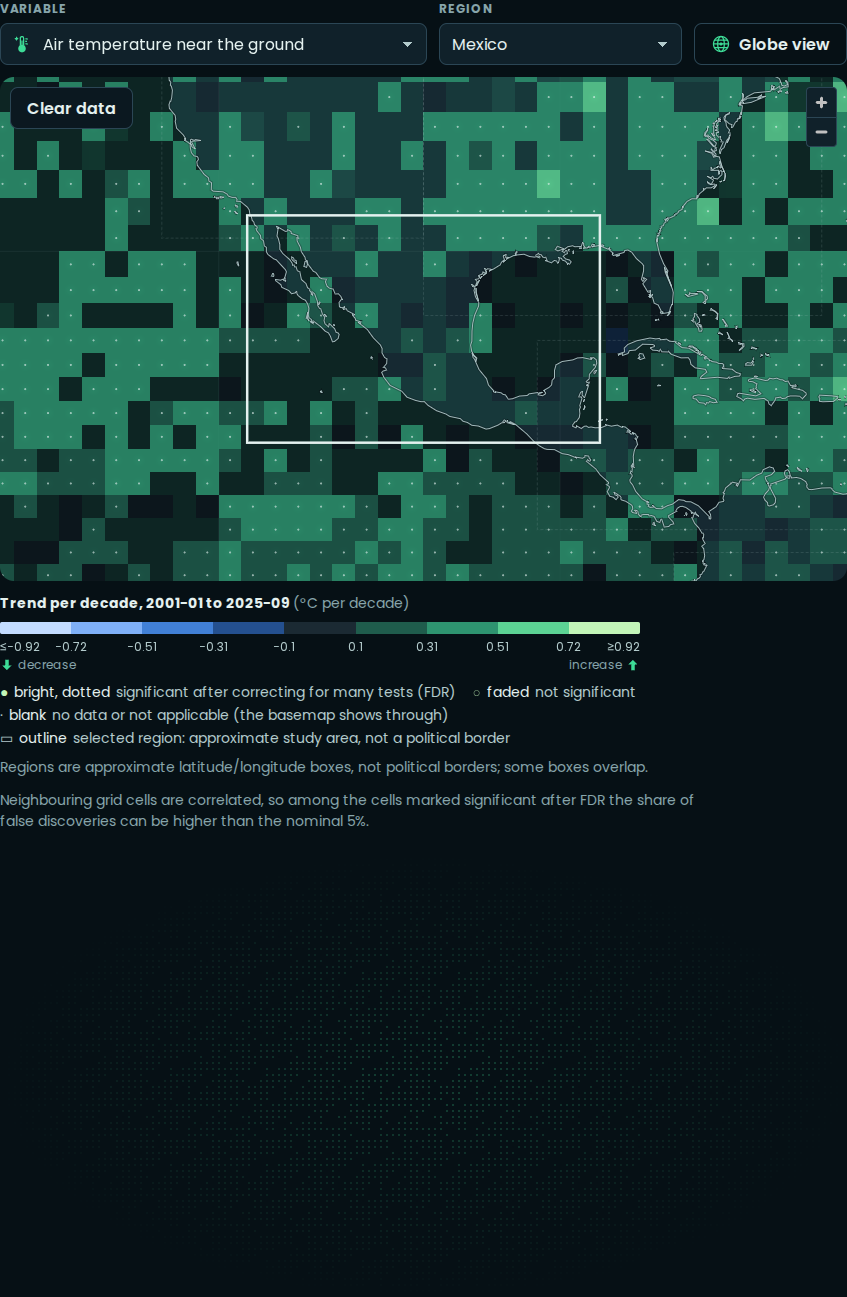 VARIABLE
REGION
Air temperature near the ground
Mexico
Globe view
Clear data
+
−
Trend per decade, 2001-01 to 2025-09 (°C per decade)
≤−0.92 −0.72 −0.51 −0.31 −0.1 0.1 0.31 0.51 0.72 ≥0.92
decrease
increase
bright, dotted significant after correcting for many tests (FDR) faded not significant
blank no data or not applicable (the basemap shows through)
outline selected region: approximate study area, not a political border
Regions are approximate latitude/longitude boxes, not political borders; some boxes overlap.
Neighbouring grid cells are correlated, so among the cells marked significant after FDR the share of
false discoveries can be higher than the nominal 5%.